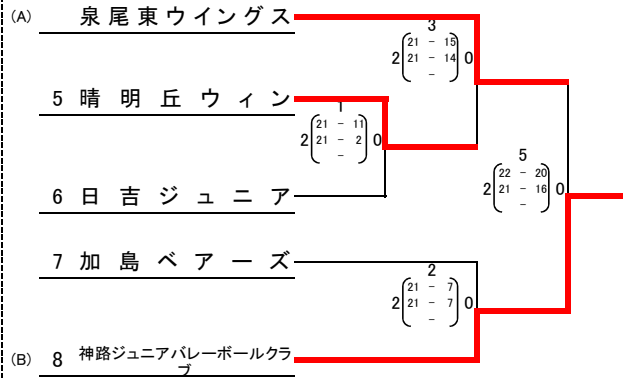 (A) 泉尾東ウイングス
3
2 21 - 15 0
21 - 14
-
5 晴明丘ウィン
1
2 21 - 11 0
21 - 2
-
6 日吉ジュニア
5
2 22 - 20 0
21 - 16
-
7 加島ベアーズ
2
2 21 - 7 0
21 - 7
-
(B) 8 神路ジュニアバレーボールクラ
ブ